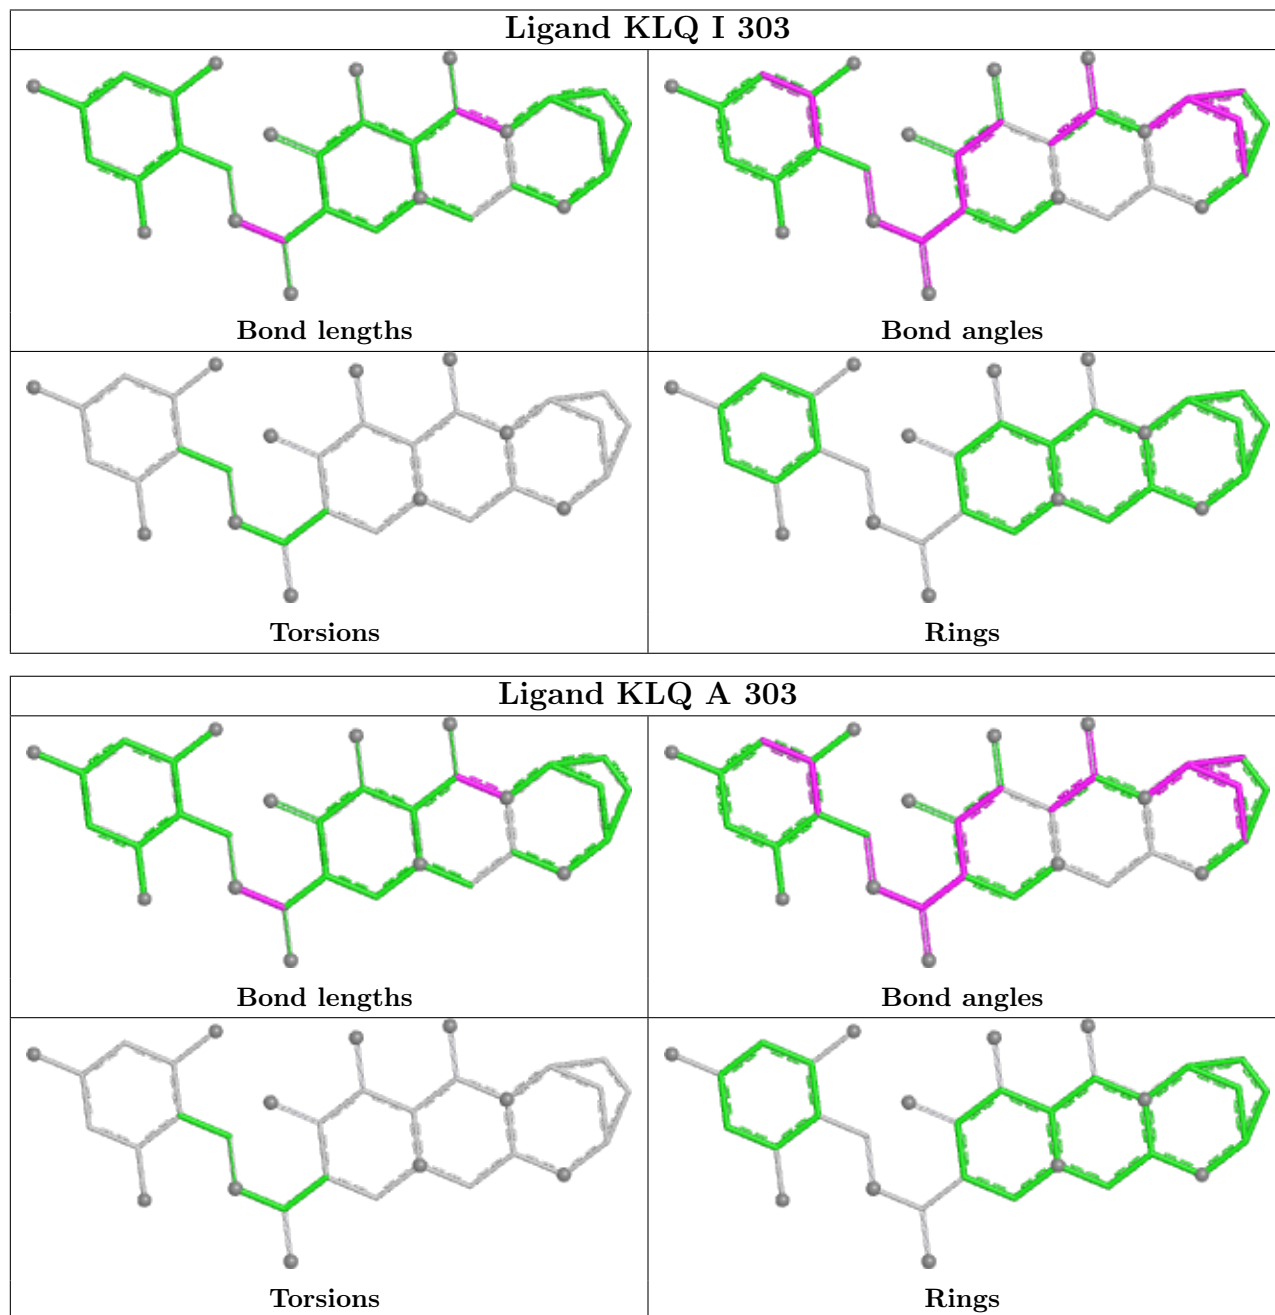 Ligand KLQ I 303
Bond lengths
Bond angles
Torsions
Rings
Ligand KLQ A 303
Bond lengths
Bond angles
Torsions
Rings